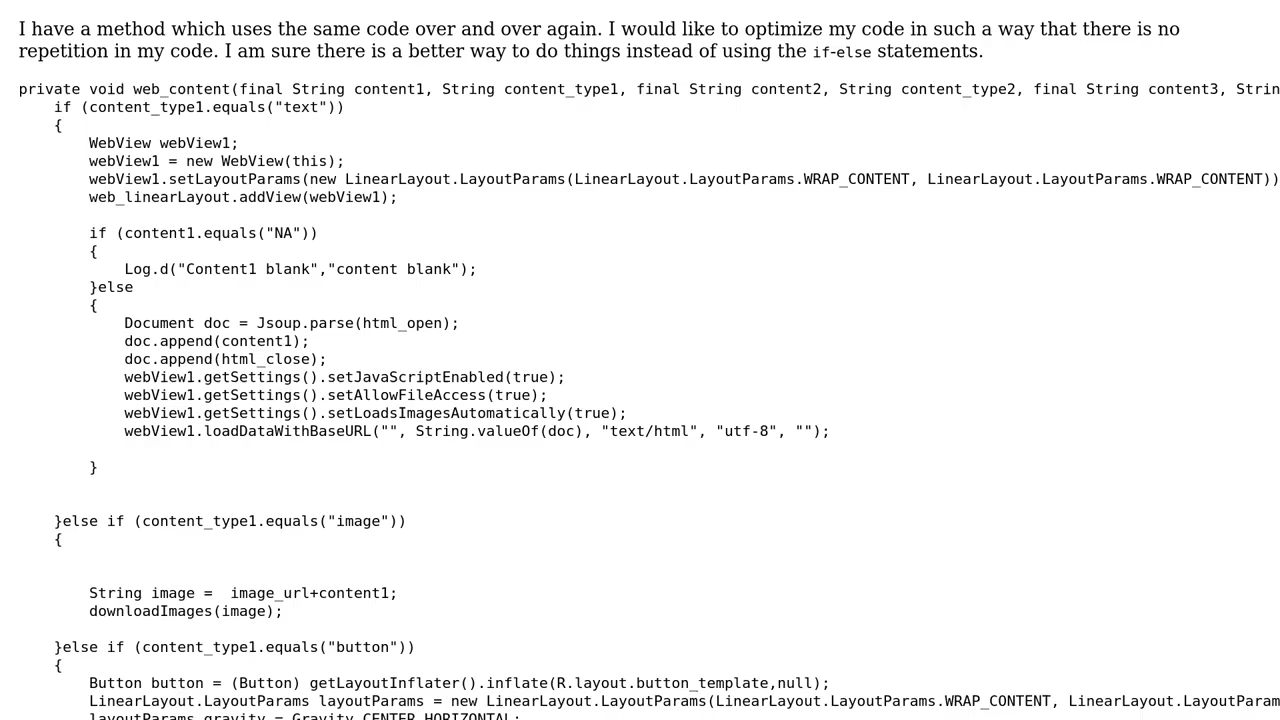 I have a method which uses the same code over and over again. I would like to optimize my code in such a way that there is no
repetition in my code. I am sure there is a better way to do things instead of using the if-else statements.
private void web_content(final String content1, String content_type1, final String content2, String content_type2, final String content3, Strin
if (content_type1.equals("text"))
{
WebView webView1;
webView1 = new WebView(this);
webView1.setLayoutParams(new LinearLayout.LayoutParams(LinearLayout.LayoutParams.WRAP_CONTENT, LinearLayout.LayoutParams.WRAP_CONTENT))
web_linearLayout.addView(webView1);
if (content1.equals("NA"))
{
Log.d("Content1 blank","content blank");
}else
{
Document doc = Jsoup.parse(html_open);
doc.append(content1);
doc.append(html_close);
webView1.getSettings().setJavaScriptEnabled(true);
webView1.getSettings().setAllowFileAccess(true);
webView1.getSettings().setLoadsImagesAutomatically(true);
webView1.loadDataWithBaseURL("", String.valueOf(doc), "text/html", "utf-8", "");
}
}else if (content_type1.equals("image"))
{
String image =  image_url+content1;
downloadImages(image);
}else if (content_type1.equals("button"))
{
Button button = (Button) getLayoutInflater().inflate(R.layout.button_template,null);
LinearLayout.LayoutParams layoutParams = new LinearLayout.LayoutParams(LinearLayout.LayoutParams.WRAP_CONTENT, LinearLayout.LayoutParam
layoutParams.gravity = Gravity.CENTER_HORIZONTAL;